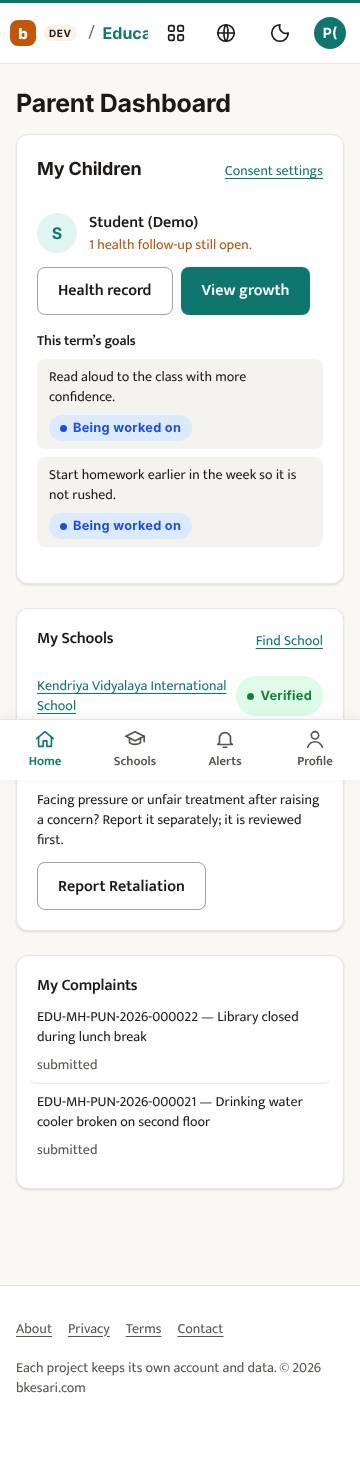 b DEV / Educa P(
Parent Dashboard
My Children
Consent settings
S
Student (Demo)
1 health follow-up still open.
Health record
View growth
This term's goals
Read aloud to the class with more
confidence.
Being worked on
Start homework earlier in the week so it is
not rushed.
Being worked on
My Schools
Find School
Kendriya Vidyalaya International
School
Verified
Home
Schools
Alerts
Profile
Facing pressure or unfair treatment after raising
a concern? Report it separately; it is reviewed
first.
Report Retaliation
My Complaints
EDU-MH-PUN-2026-000022 — Library closed
during lunch break
submitted
EDU-MH-PUN-2026-000021 — Drinking water
cooler broken on second floor
submitted
About Privacy Terms Contact
Each project keeps its own account and data. © 2026
bkesari.com